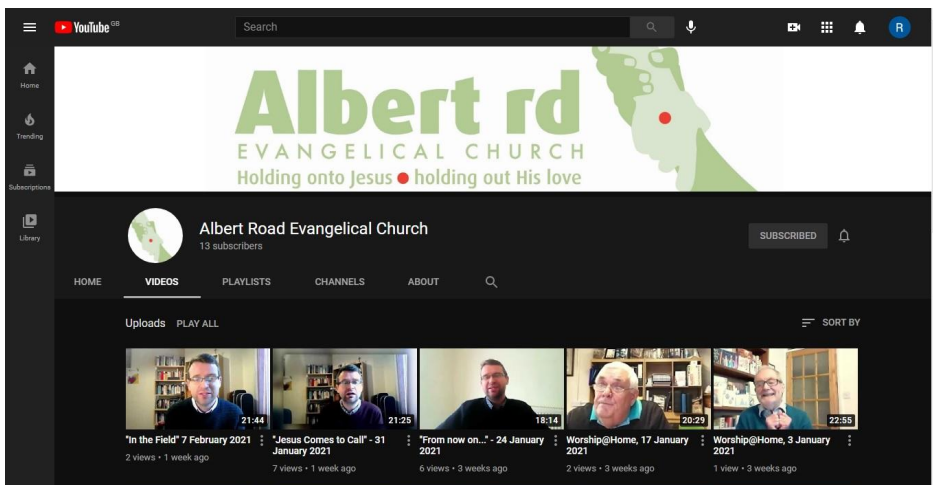 YouTube GB
Search
R
Home
Trending
Subscriptions
Library
Albert rd
EVANGELICAL CHURCH
Holding onto Jesus • holding out His love
Albert Road Evangelical Church
13 subscribers
SUBSCRIBED
HOME VIDEOS PLAYLISTS CHANNELS ABOUT
Uploads PLAY ALL
SORT BY
21:44
21:25
18:14
20:29
22:55
"In the Field" 7 February 2021
2 views • 1 week ago
"Jesus Comes to Call" - 31
January 2021
7 views • 1 week ago
"From now on..." - 24 January
2021
6 views • 3 weeks ago
Worship@Home, 17 January
2021
2 views • 3 weeks ago
Worship@Home, 3 January
2021
1 view • 3 weeks ago